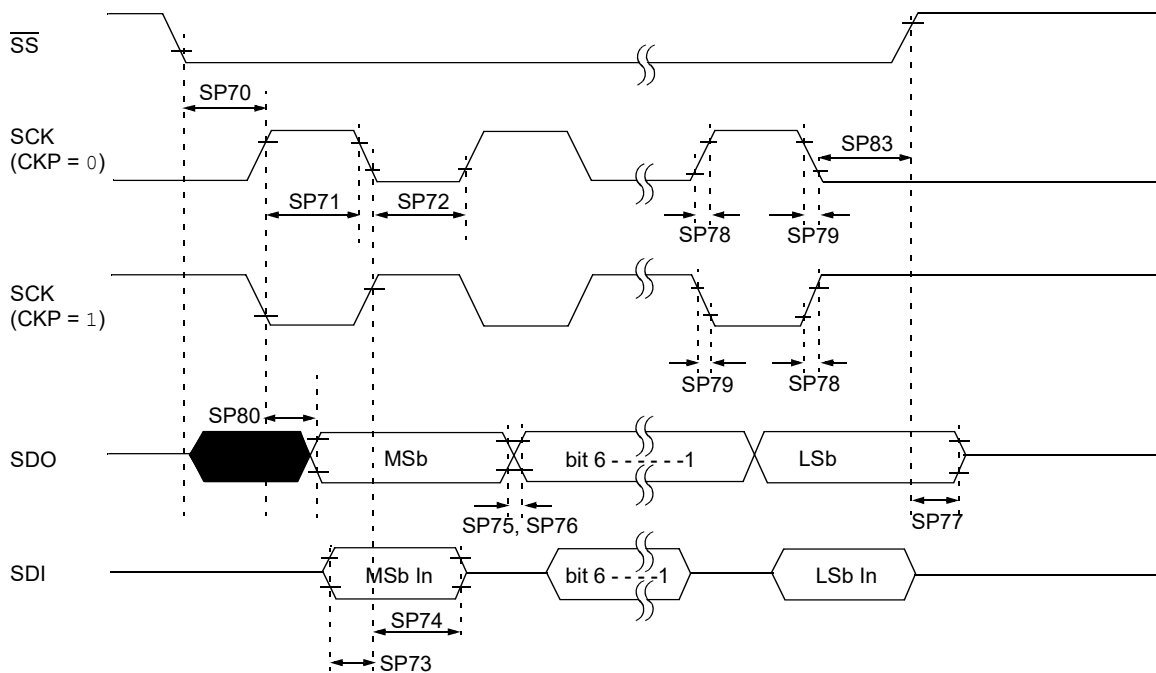 SS
SP70
SCK
(CKP = 0)
SP83
SP71
SP72
SP78
SP79
SCK
(CKP = 1)
SP79
SP78
SP80
SDO
MSb
bit 6 - - - - - -1
LSb
SP75, SP76
SP77
SDI
MSb In
bit 6 - - - - -1
LSb In
SP74
SP73